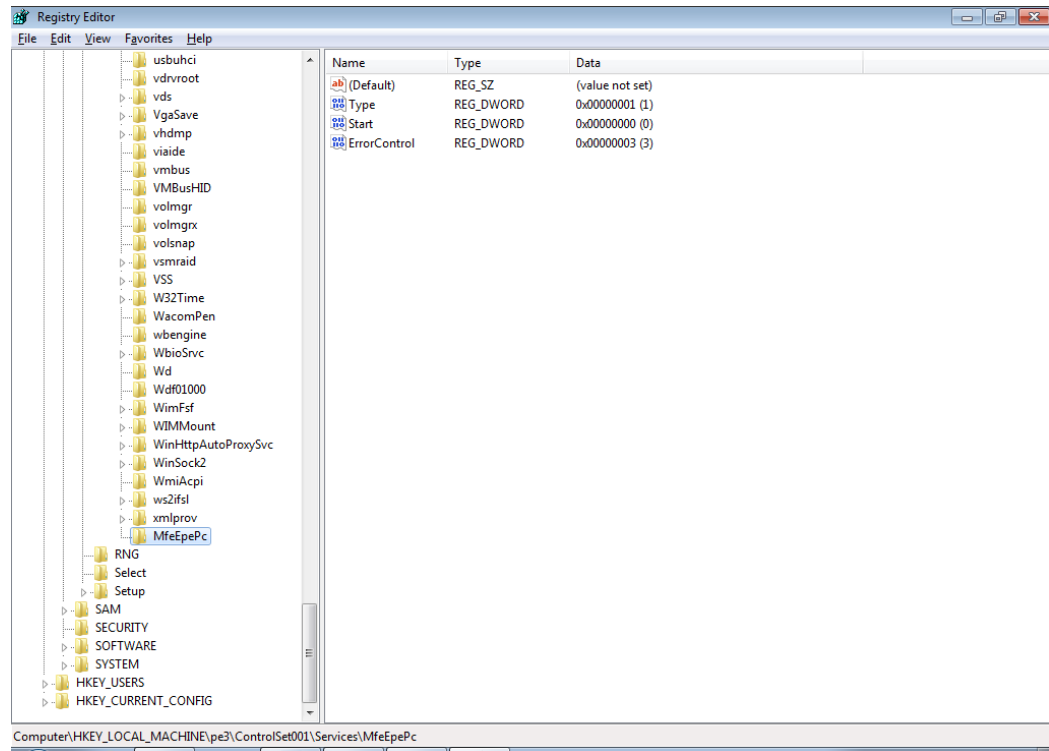 Registry Editor
File Edit View Favorites Help
usbuhci
vdrvroot
vds
VgaSave
vhdmp
viaide
vmbus
VMBusHID
volmgr
volmgrx
volsnap
vsmraid
VSS
W32Time
WacomPen
wbengine
WbioSrvc
Wd
Wdf01000
WimFsf
WIMMount
WinHttpAutoProxySvc
WinSock2
WmiAcpi
ws2ifsl
xmlprov
MfeEpePc
RNG
Select
Setup
SAM
SECURITY
SOFTWARE
SYSTEM
HKEY_USERS
HKEY_CURRENT_CONFIG
Name Type Data
(Default) REG_SZ (value not set)
Type REG_DWORD 0x00000001 (1)
Start REG_DWORD 0x00000000 (0)
ErrorControl REG_DWORD 0x00000003 (3)
Computer\HKEY_LOCAL_MACHINE\pe3\ControlSet001\Services\MfeEpePc